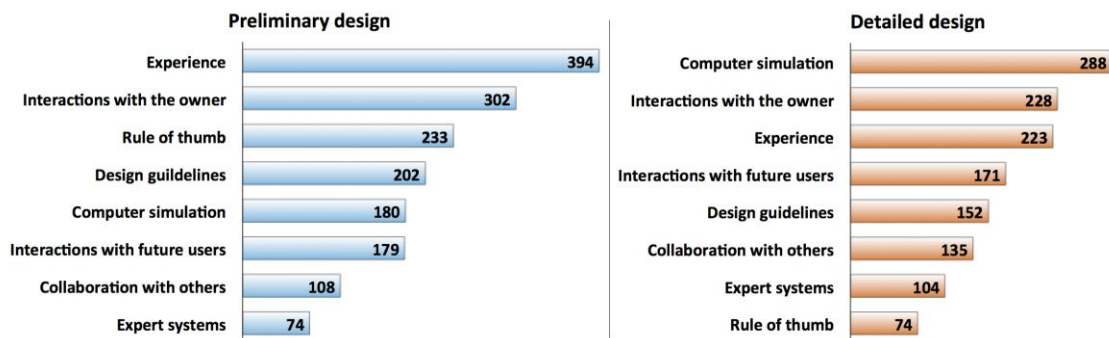 Preliminary design
Experience 394
Interactions with the owner 302
Rule of thumb 233
Design guildelines 202
Computer simulation 180
Interactions with future users 179
Collaboration with others 108
Expert systems 74
Detailed design
Computer simulation 288
Interactions with the owner 228
Experience 223
Interactions with future users 171
Design guidelines 152
Collaboration with others 135
Expert systems 104
Rule of thumb 74